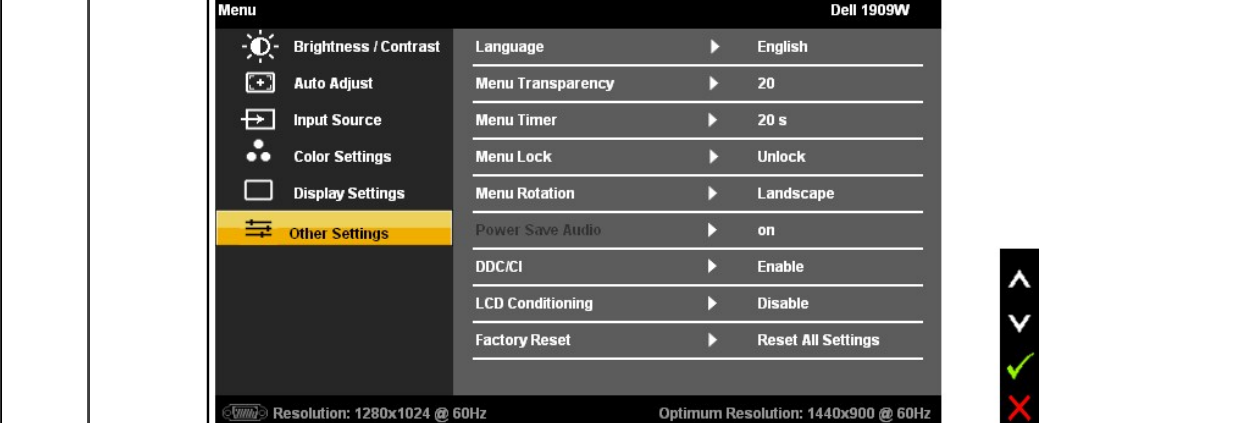 Menu Dell 1909W
Brightness / Contrast Language English
Auto Adjust Menu Transparency 20
Input Source Menu Timer 20 s
Color Settings Menu Lock Unlock
Display Settings Menu Rotation Landscape
Other Settings Power Save Audio on
DDC/CI Enable
LCD Conditioning Disable
Factory Reset Reset All Settings
Resolution: 1280x1024 @ 60Hz Optimum Resolution: 1440x900 @ 60Hz